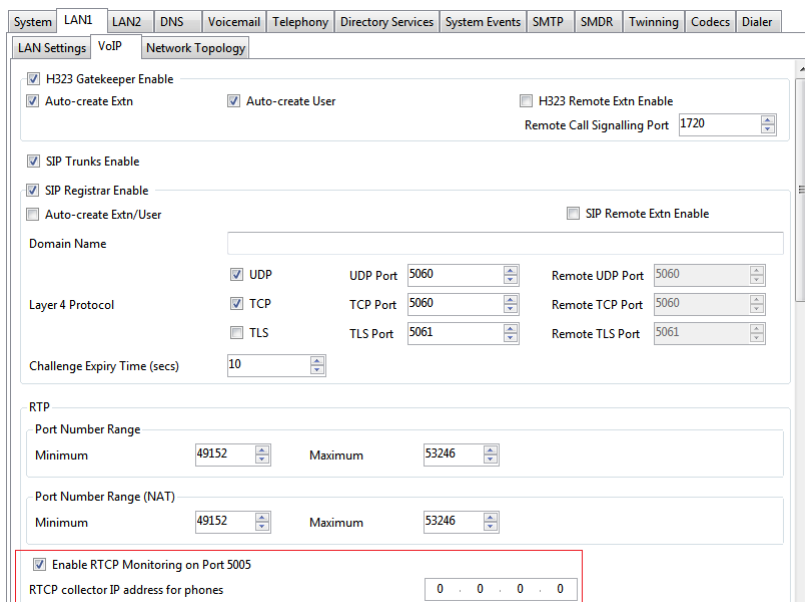 System LAN1 LAN2 DNS Voicemail Telephony Directory Services System Events SMTP SMDR Twinning Codecs Dialer
LAN Settings VoIP Network Topology
H323 Gatekeeper Enable
Auto-create Extn Auto-create User H323 Remote Extn Enable
Remote Call Signalling Port 1720
SIP Trunks Enable
SIP Registrar Enable
Auto-create Extn/User SIP Remote Extn Enable
Domain Name
UDP UDP Port 5060 Remote UDP Port 5060
Layer 4 Protocol TCP TCP Port 5060 Remote TCP Port 5060
TLS TLS Port 5061 Remote TLS Port 5061
Challenge Expiry Time (secs) 10
RTP
Port Number Range
Minimum 49152 Maximum 53246
Port Number Range (NAT)
Minimum 49152 Maximum 53246
Enable RTCP Monitoring on Port 5005
RTCP collector IP address for phones 0 . 0 . 0 . 0